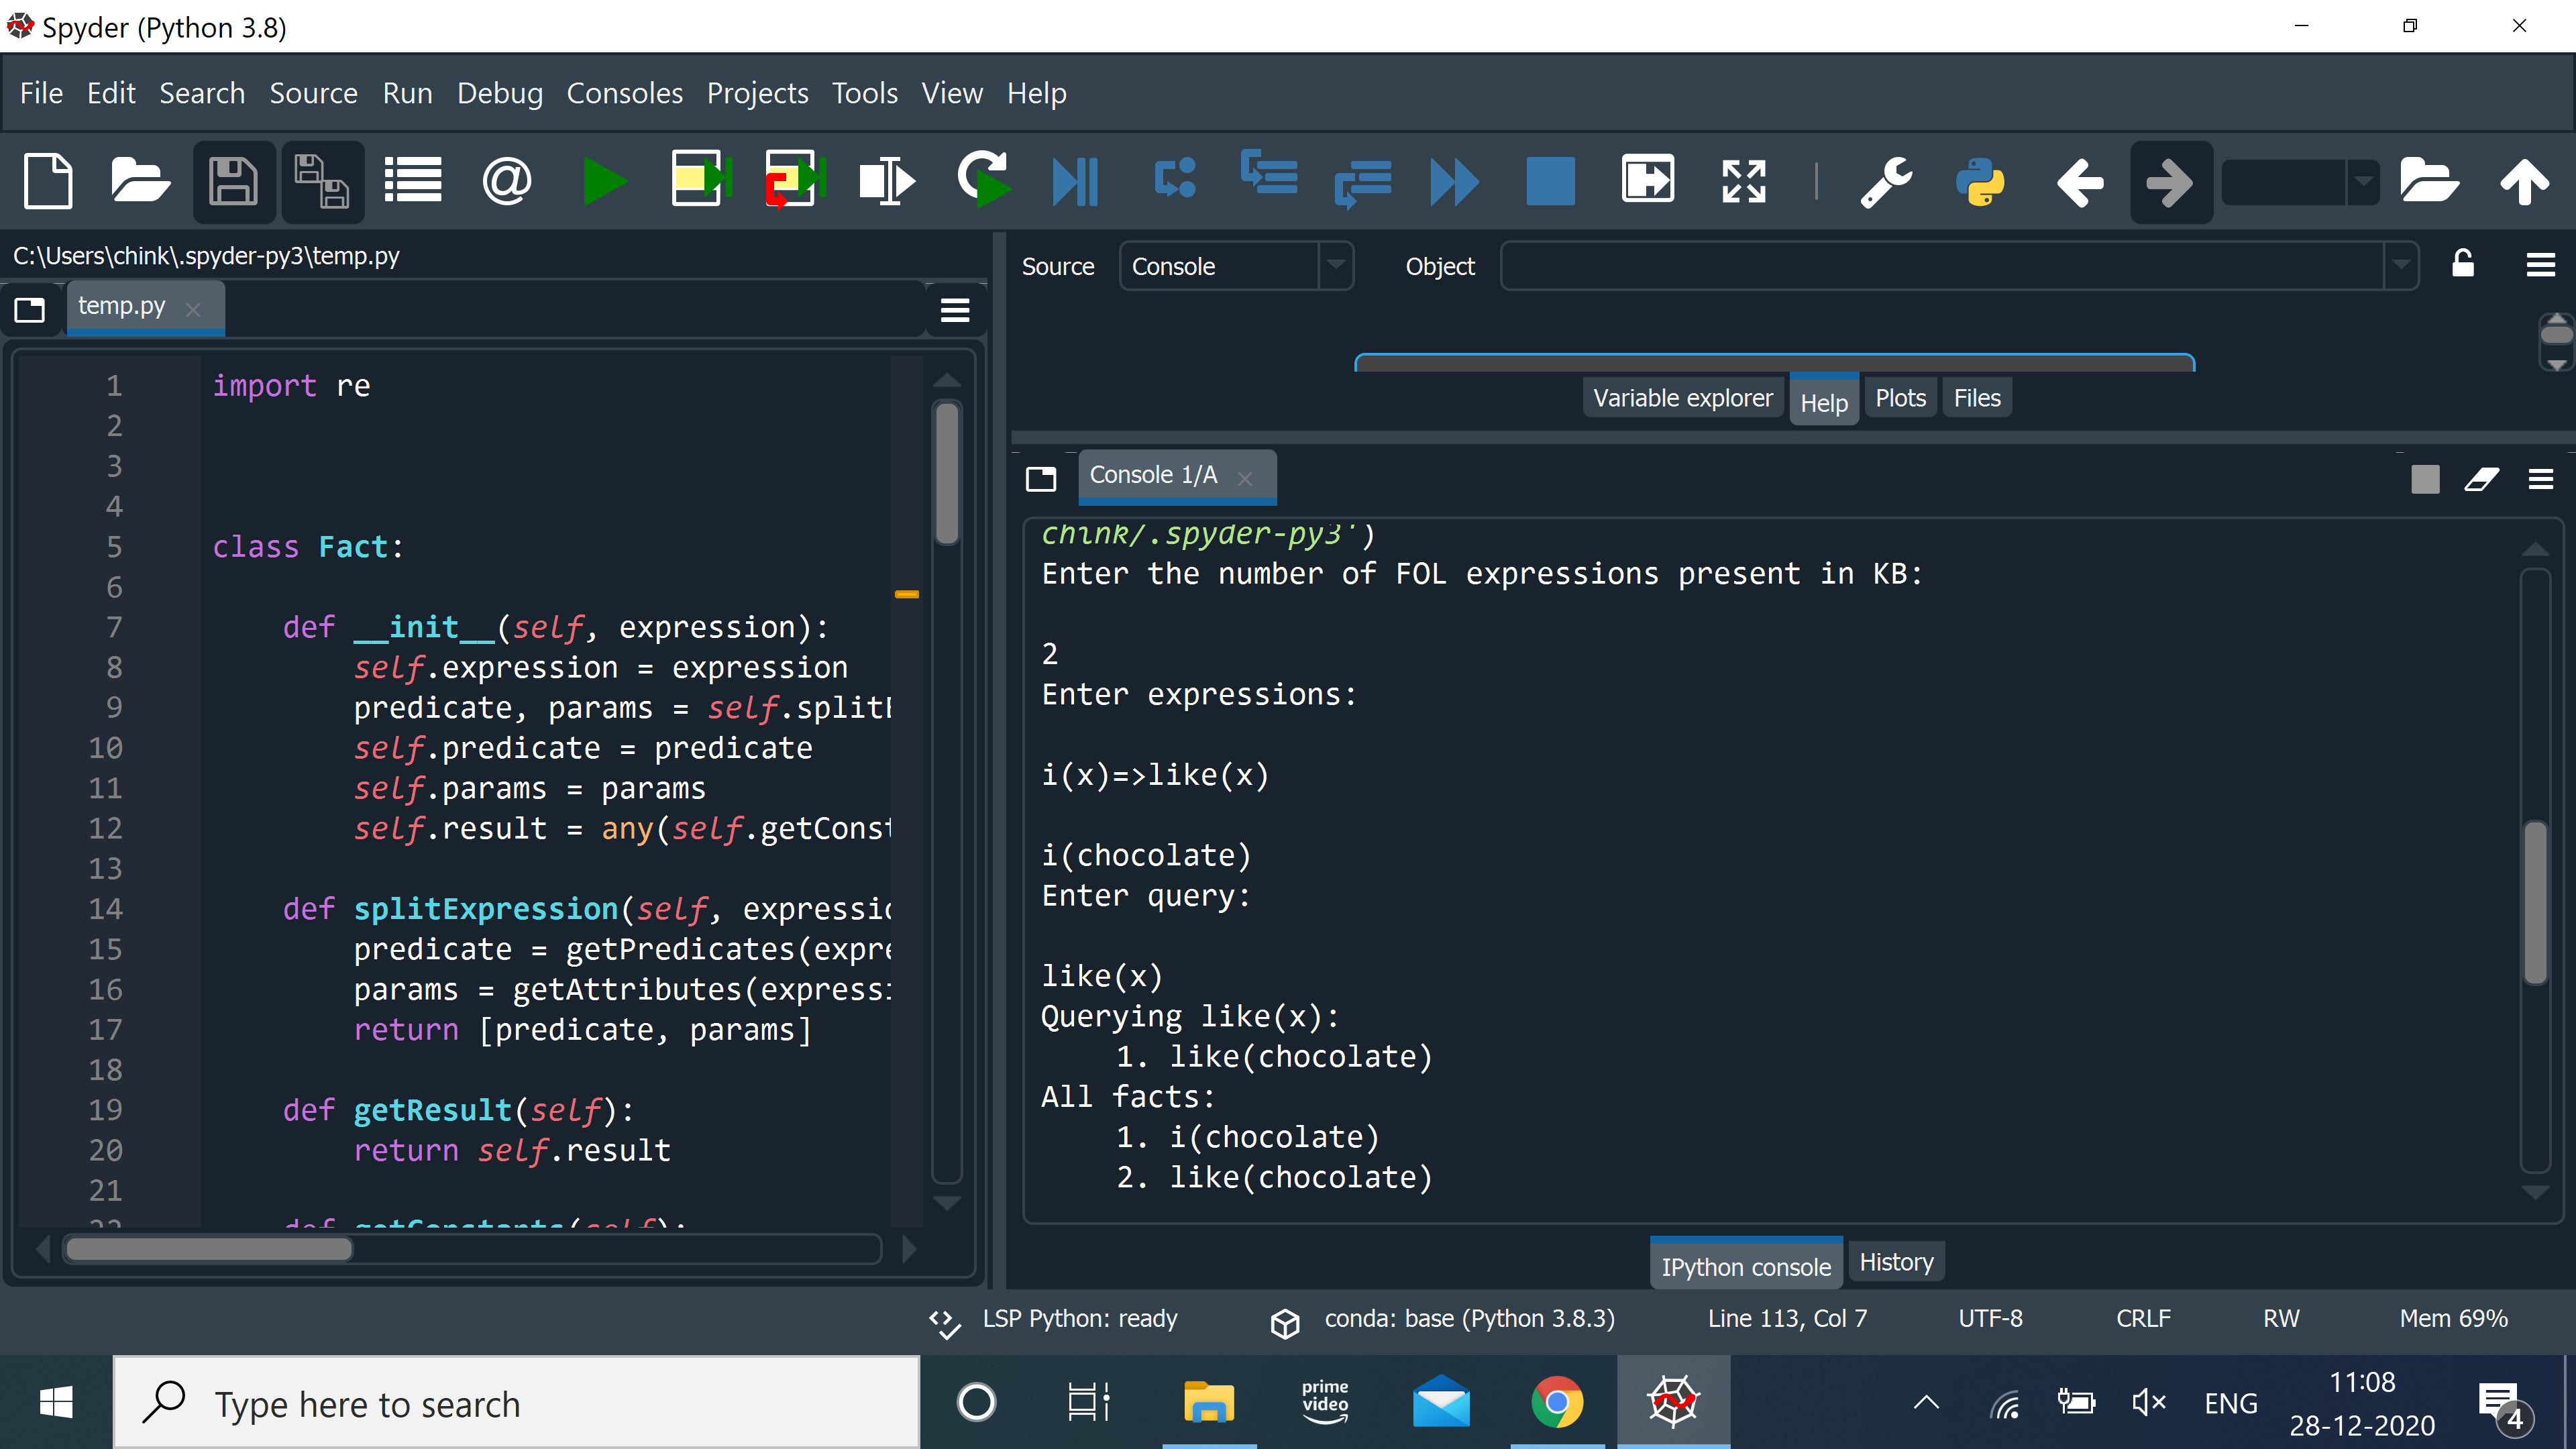 Spyder (Python 3.8)
File Edit Search Source Run Debug Consoles Projects Tools View Help
C:\Users\chink\.spyder-py3\temp.py
temp.py
1 import re
2
3
4
5 class Fact:
6
7 def __init__(self, expression):
8 self.expression = expression
9 predicate, params = self.split
10 self.predicate = predicate
11 self.params = params
12 self.result = any(self.getConst
13
14 def splitExpression(self, expressio
15 predicate = getPredicates(expre
16 params = getAttributes(express
17 return [predicate, params]
18
19 def getResult(self):
20 return self.result
21
22 def getConstants(self):
Source Console Object
Variable explorer Help Plots Files
Console 1/A
chink/.spyder-py3')
Enter the number of FOL expressions present in KB:
2
Enter expressions:
i(x)=>like(x)
i(chocolate)
Enter query:
like(x)
Querying like(x):
1. like(chocolate)
All facts:
1. i(chocolate)
2. like(chocolate)
IPython console History
LSP Python: ready conda: base (Python 3.8.3) Line 113, Col 7 UTF-8 CRLF RW Mem 69%
Type here to search
prime
video
ENG
11:08
28-12-2020
4